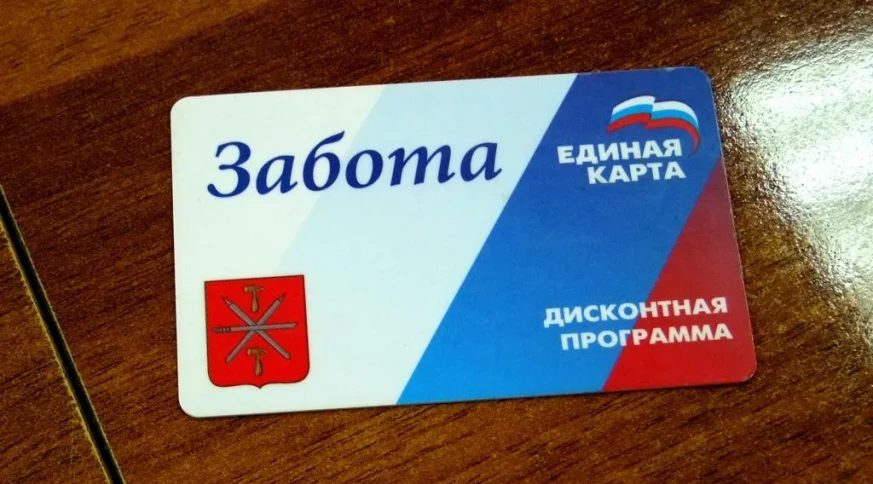 Забота
ЕДИНАЯ
КАРТА
ДИСКОНТНАЯ
ПРОГРАММА